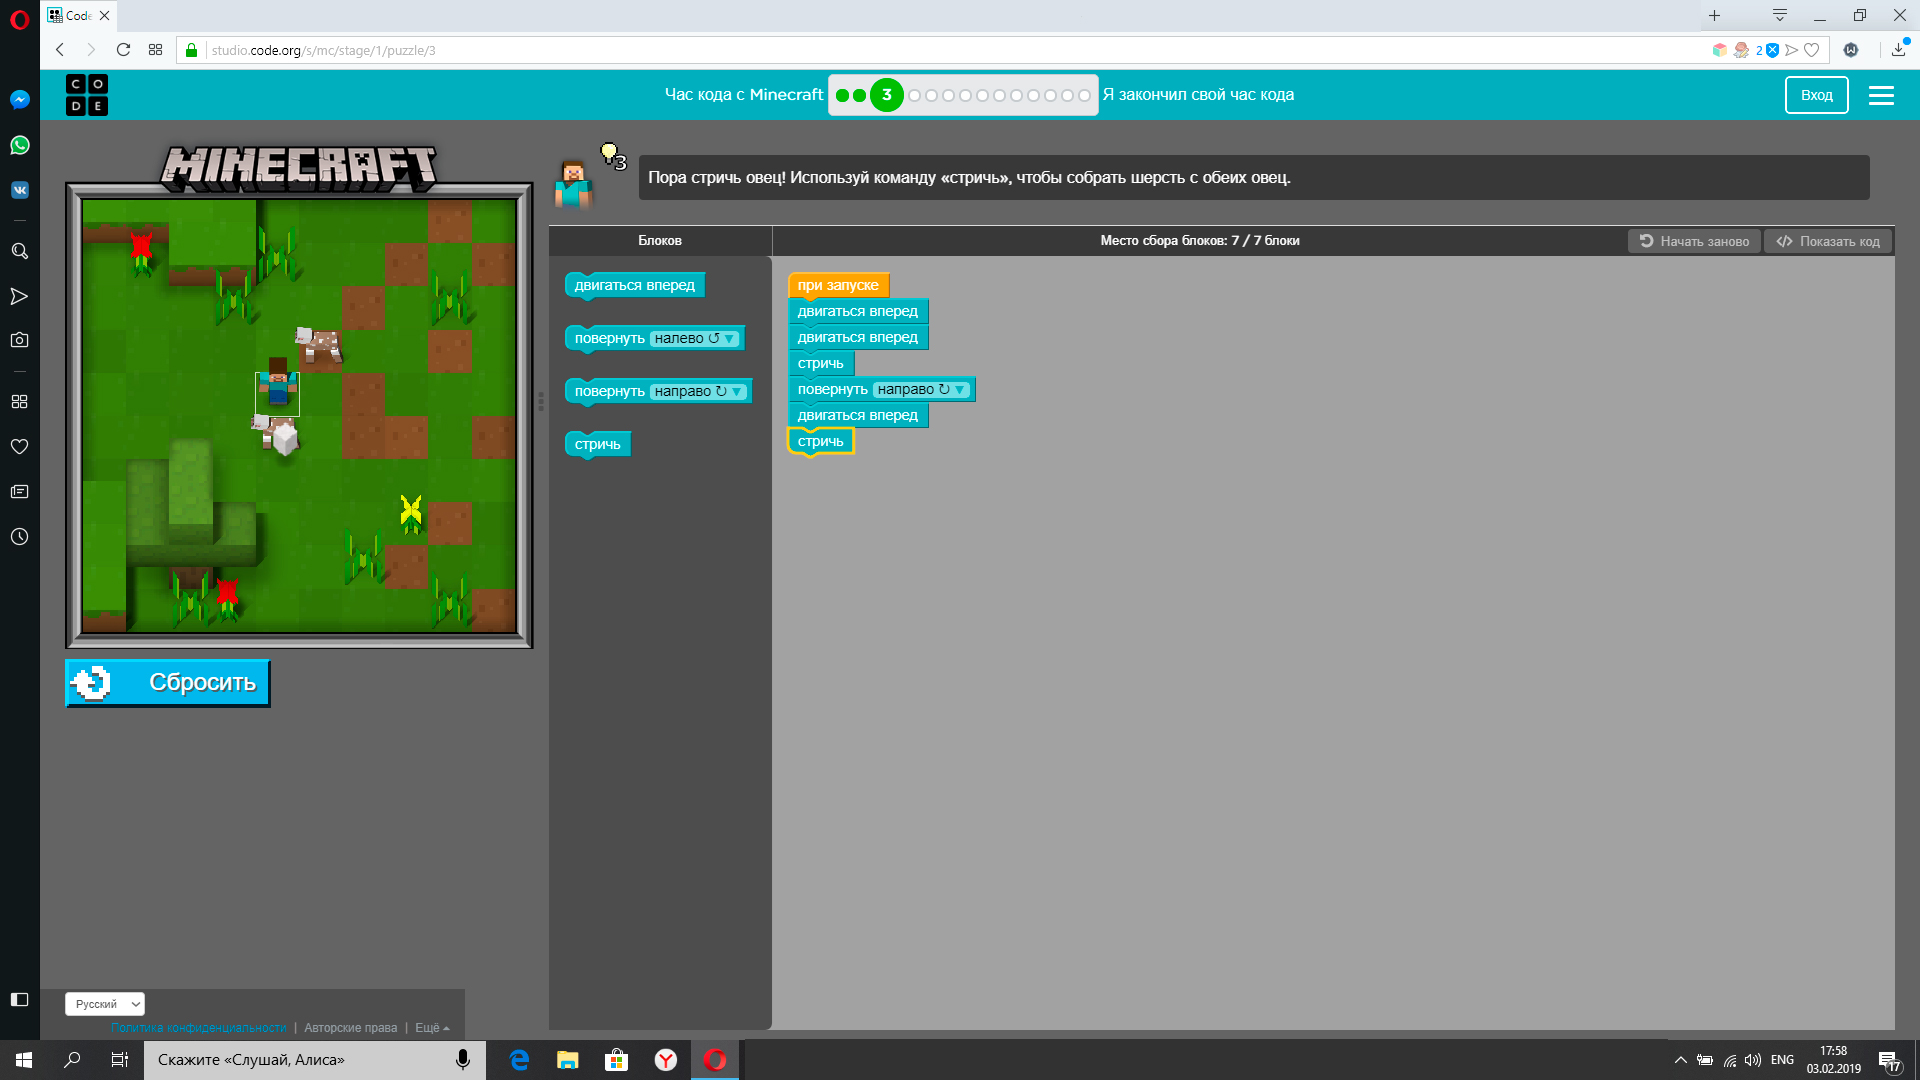 Code
studio.code.org/s/mc/stage/1/puzzle/3
2
CODE
Час кода с Minecraft
3
Я закончил свой час кода
Вход
MINECRAFT
3
Пора стричь овец! Используй команду «стричь», чтобы собрать шерсть с обеих овец.
Блоков
Место сбора блоков: 7 / 7 блоки
Начать заново
Показать код
двигаться вперед
повернуть налево ↺ ▼
повернуть направо ↻ ▼
стричь
при запуске
двигаться вперед
двигаться вперед
стричь
повернуть направо ↻ ▼
двигаться вперед
стричь
Сбросить
Русский
Политика конфиденциальности | Авторские права | Ещё
Скажите «Слушай, Алиса»
ENG
17:58
03.02.2019
17